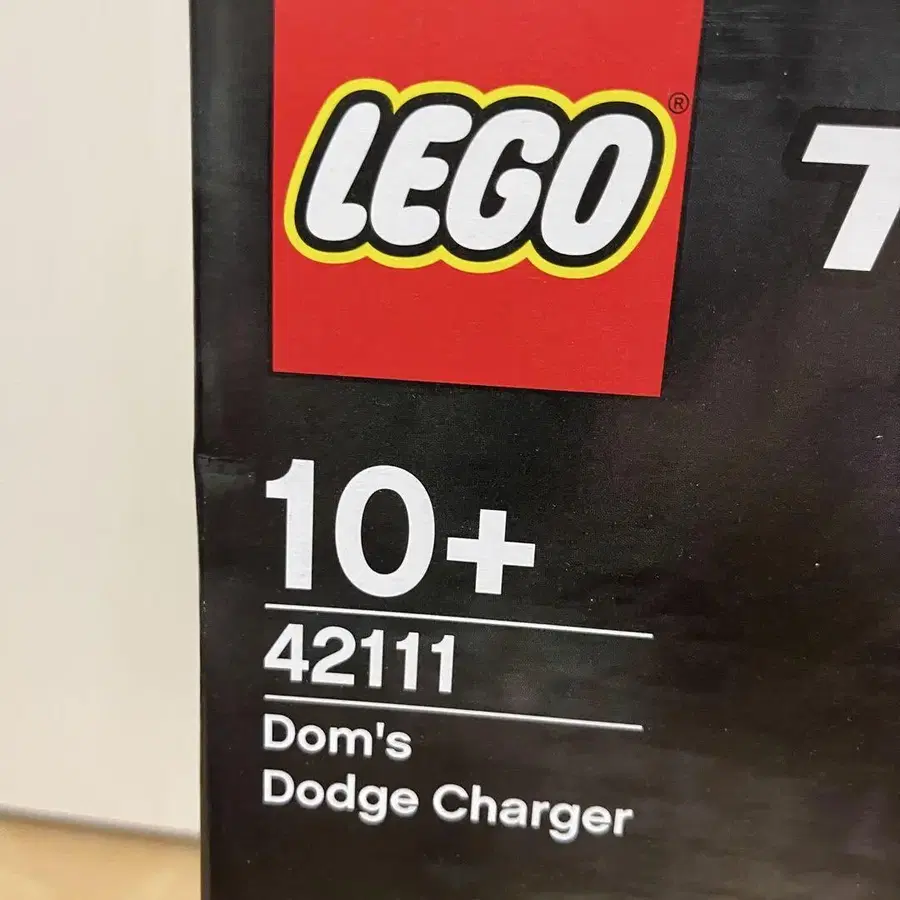 LEGO®
10+
42111
Dom's
Dodge Charger